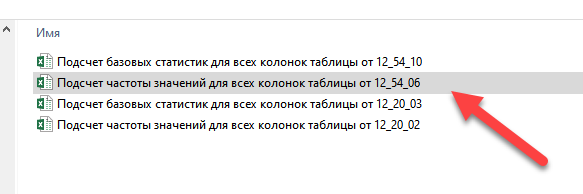 Имя
Подсчет базовых статистик для всех колонок таблицы от 12_54_10
Подсчет частоты значений для всех колонок таблицы от 12_54_06
Подсчет базовых статистик для всех колонок таблицы от 12_20_03
Подсчет частоты значений для всех колонок таблицы от 12_20_02